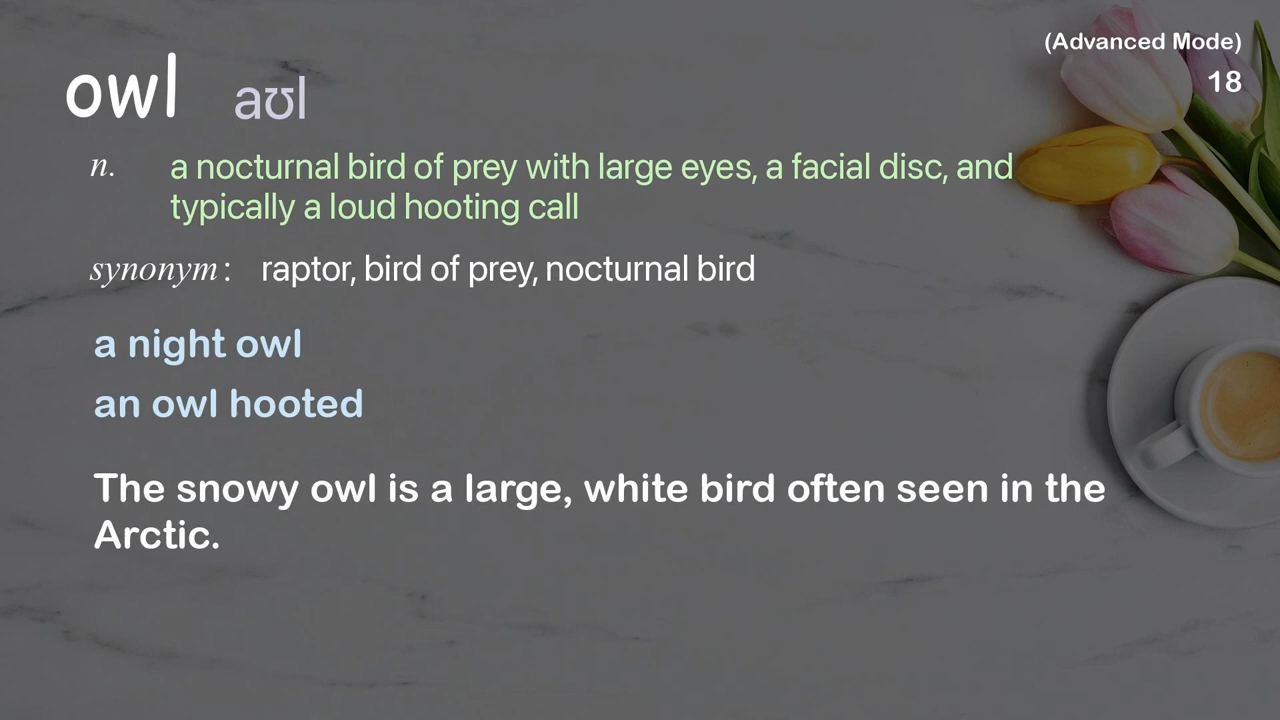 (Advanced Mode)
18
owl aʊl
n. a nocturnal bird of prey with large eyes, a facial disc, and
typically a loud hooting call
synonym: raptor, bird of prey, nocturnal bird
a night owl
an owl hooted
The snowy owl is a large, white bird often seen in the
Arctic.